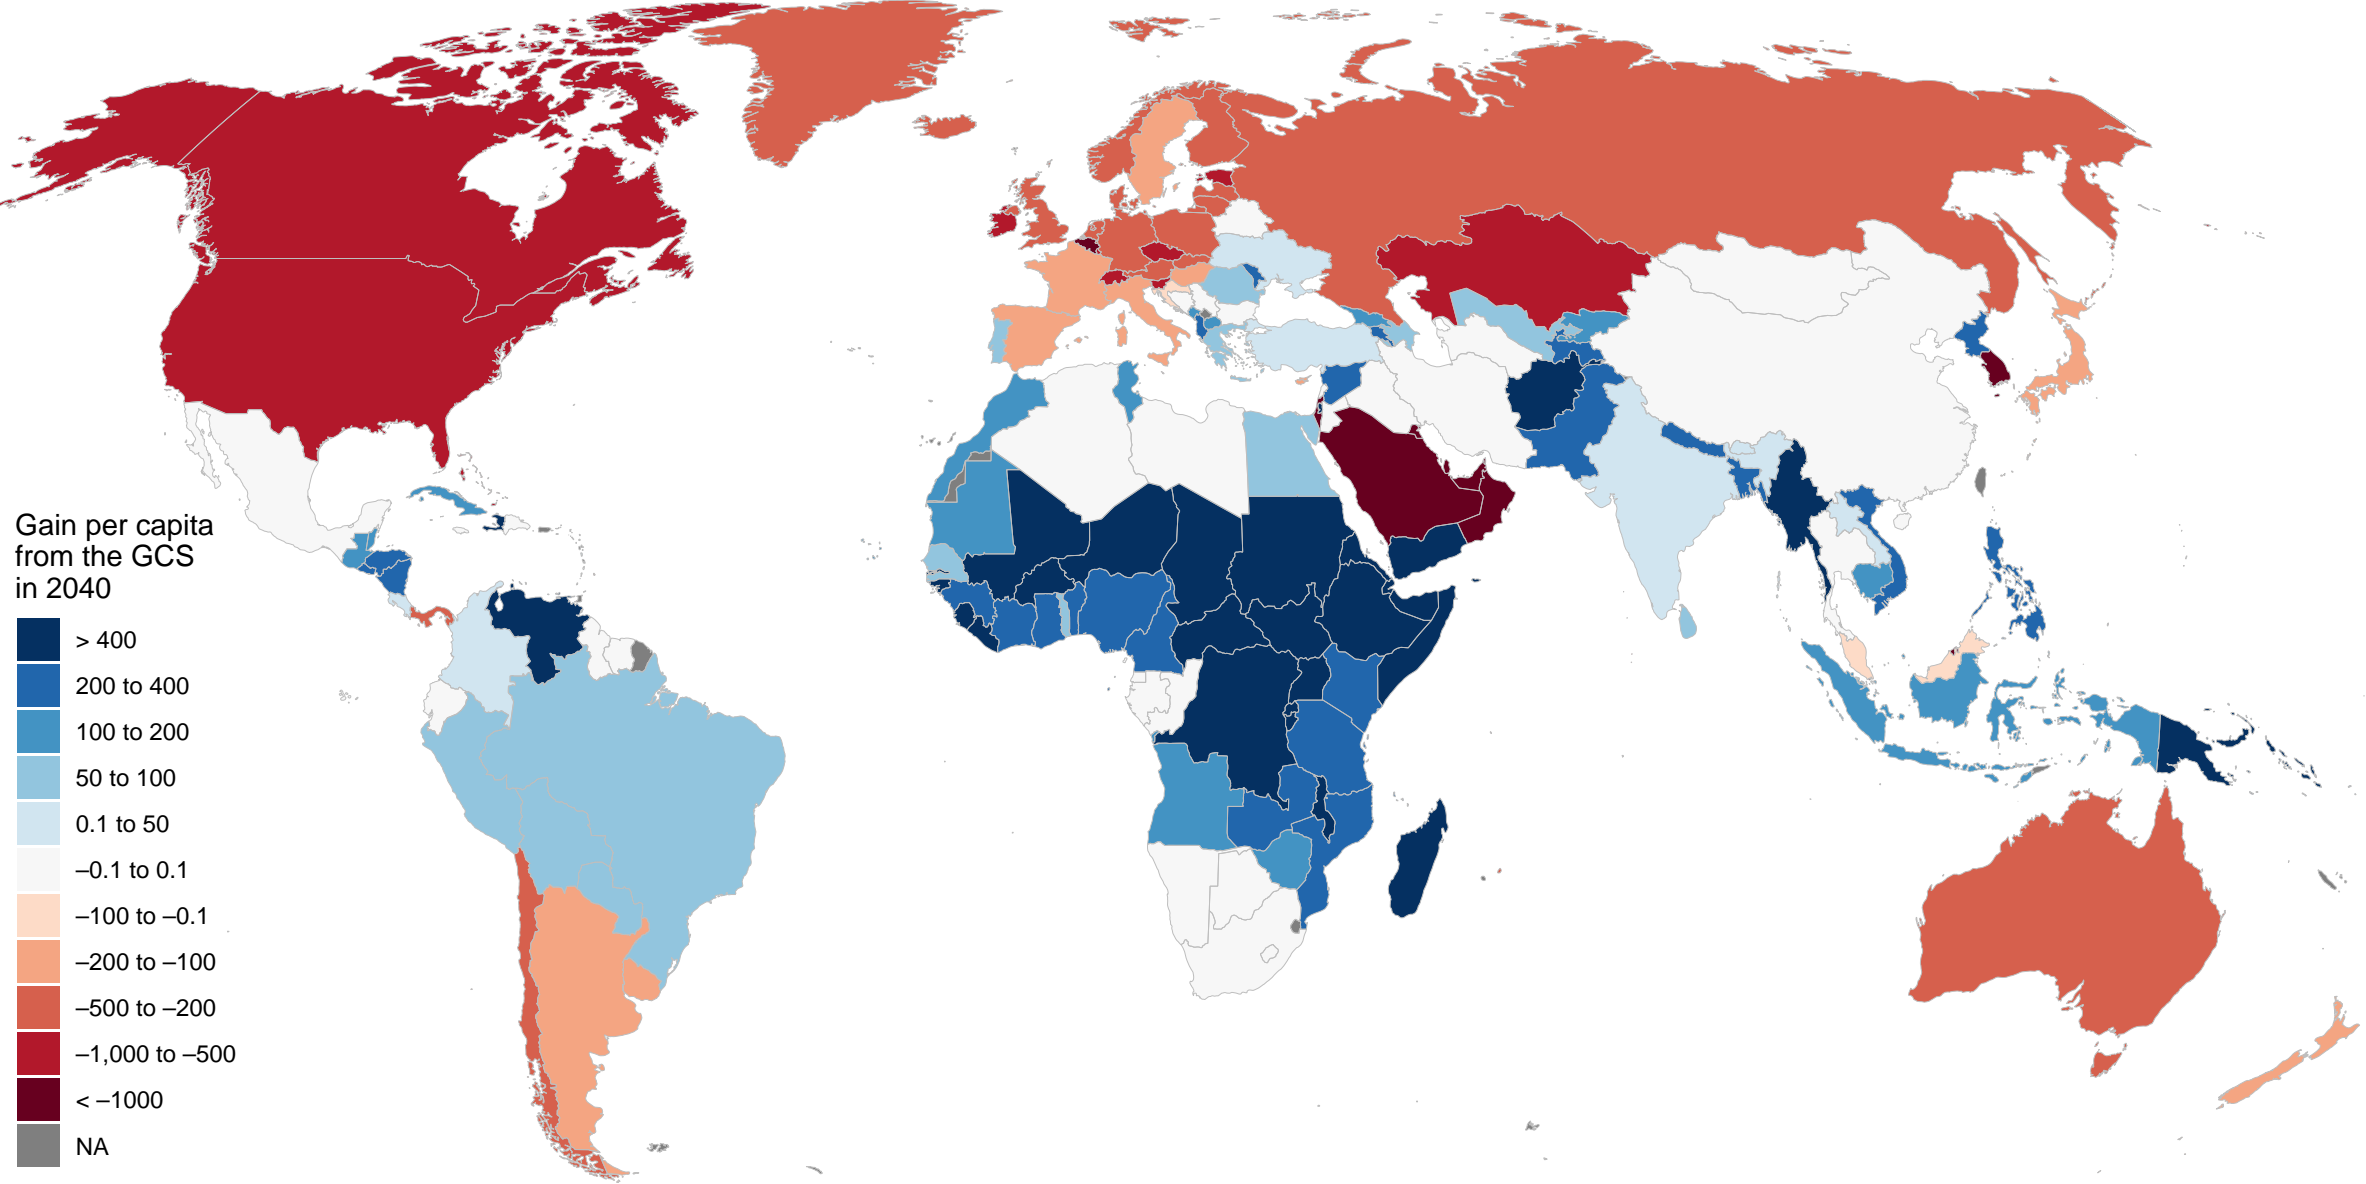 Gain per capita
from the GCS
in 2040
> 400
200 to 400
100 to 200
50 to 100
0.1 to 50
–0.1 to 0.1
–100 to –0.1
–200 to –100
–500 to –200
–1,000 to –500
< –1000
NA